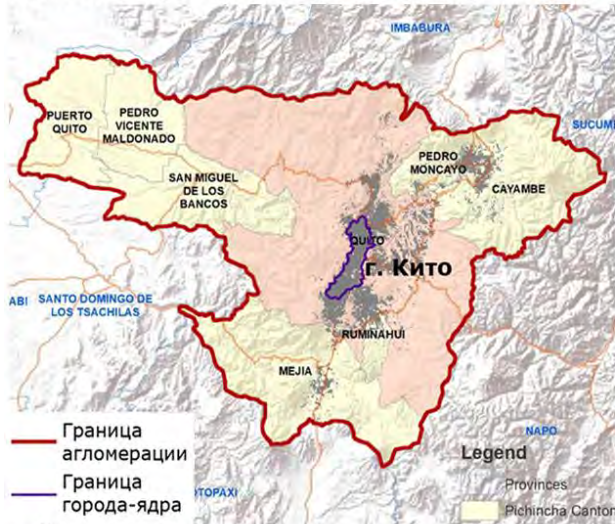 IMBABURA
PUERTO
QUITO
PEDRO
VICENTE
MALDONADO
SAN MIGUEL
DE LOS
BANCOS
PEDRO
MONCAYO
CAYAMBE
SUCUM
QUITO
г. Кито
ABI
SANTO DOMINGO DE
LOS TSACHILAS
RUMIÑAHUI
MEJIA
NAPO
OTOPAXI
Граница
агломерации
Граница
города-ядра
Legend
Provinces
Pichincha Canton